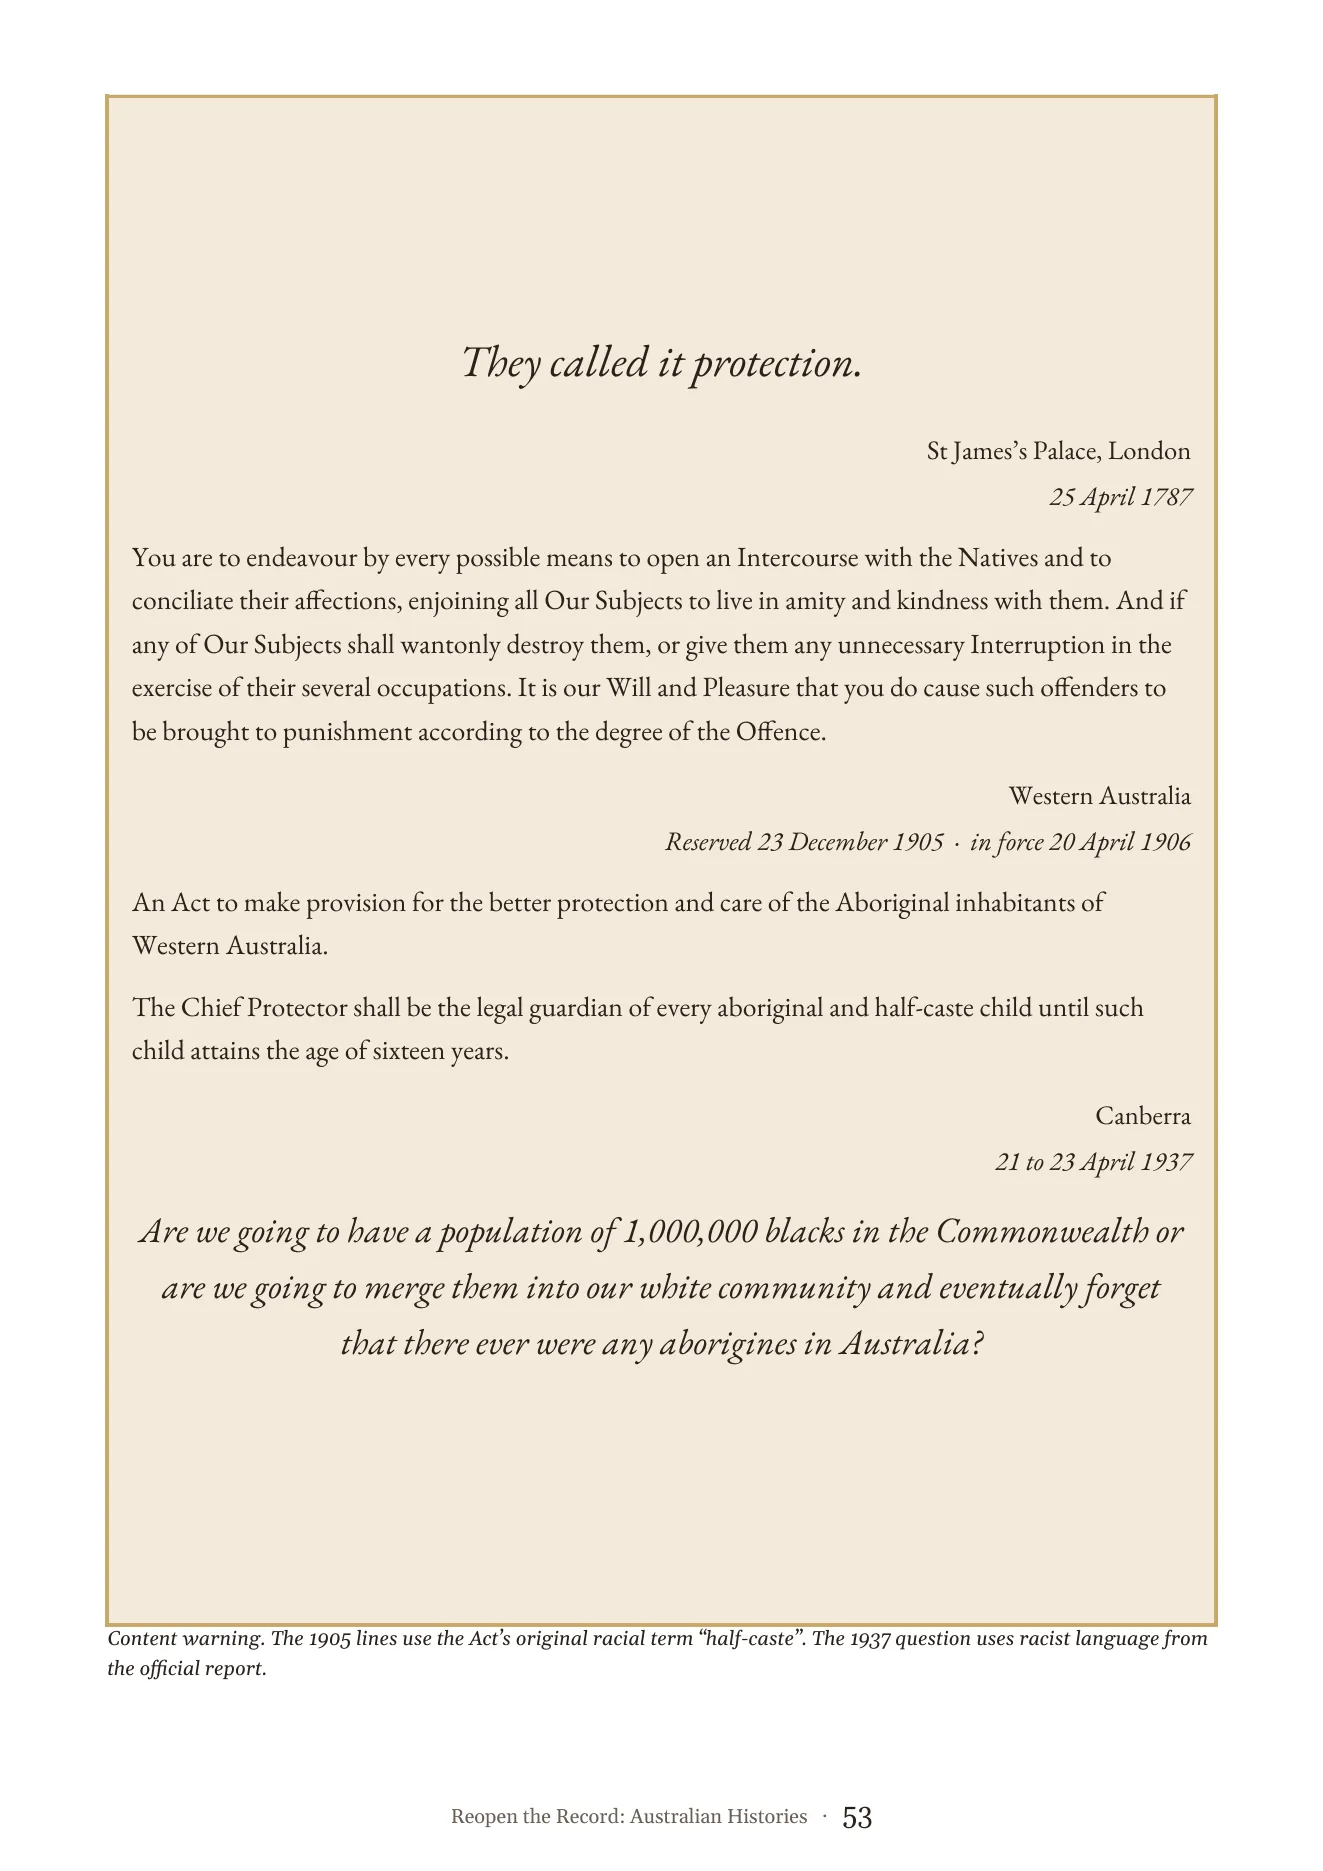 They called it protection.
St James’s Palace, London
25 April 1787
You are to endeavour by every possible means to open an Intercourse with the Natives and to
conciliate their affections, enjoining all Our Subjects to live in amity and kindness with them. And if
any of Our Subjects shall wantonly destroy them, or give them any unnecessary Interruption in the
exercise of their several occupations. It is our Will and Pleasure that you do cause such offenders to
be brought to punishment according to the degree of the Offence.
Western Australia
Reserved 23 December 1905 · in force 20 April 1906
An Act to make provision for the better protection and care of the Aboriginal inhabitants of
Western Australia.
The Chief Protector shall be the legal guardian of every aboriginal and half-caste child until such
child attains the age of sixteen years.
Canberra
21 to 23 April 1937
Are we going to have a population of 1,000,000 blacks in the Commonwealth or
are we going to merge them into our white community and eventually forget
that there ever were any aborigines in Australia?
Content warning. The 1905 lines use the Act’s original racial term “half-caste”. The 1937 question uses racist language from
the official report.
Reopen the Record: Australian Histories · 53